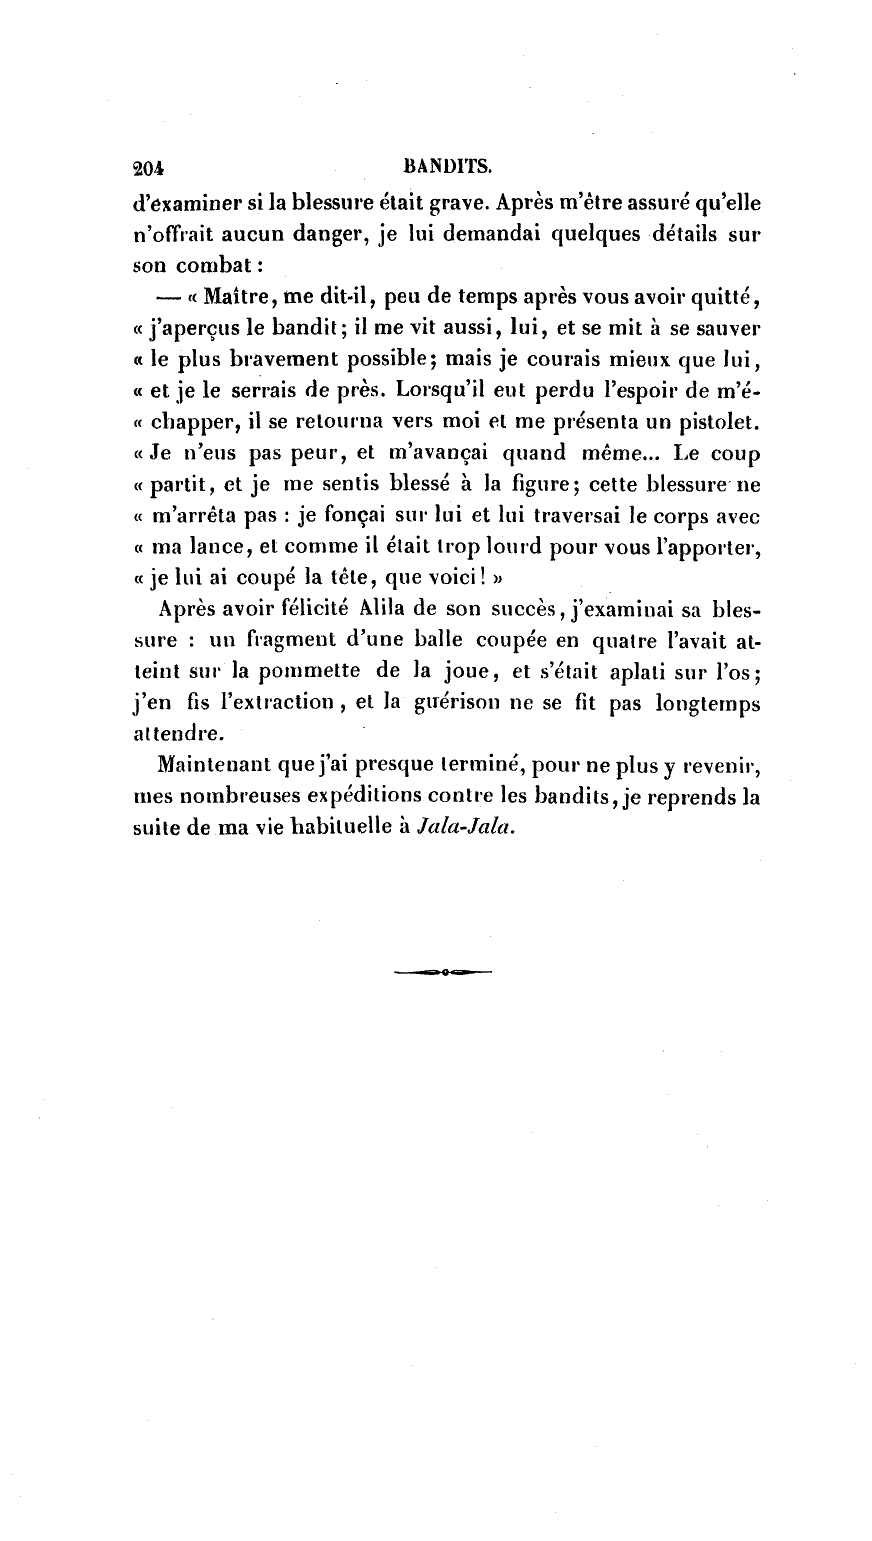 204 BANDITS.
d'examiner si la blessure était grave. Après m'être assuré qu'elle
n'offrait aucun danger, je lui demandai quelques détails sur
son combat :
— « Maître, me dit-il, peu de temps après vous avoir quitté,
« j'aperçus le bandit ; il me vit aussi, lui, et se mit à se sauver
« le plus bravement possible ; mais je courais mieux que lui,
« et je le serrais de près. Lorsqu'il eut perdu l'espoir de m'é-
« chapper, il se retourna vers moi et me présenta un pistolet.
« Je n'eus pas peur, et m'avançai quand même... Le coup
« partit, et je me sentis blessé à la figure ; cette blessure ne
« m'arrêta pas : je fonçai sur lui et lui traversai le corps avec
« ma lance, et comme il était trop lourd pour vous l'apporter,
« je lui ai coupé la tête, que voici ! »
Après avoir félicité Alila de son succès, j'examinai sa bles-
sure : un fragment d'une balle coupée en quatre l'avait at-
teint sur la pommette de la joue, et s'était aplati sur l'os ;
j'en fis l'extraction, et la guérison ne se fit pas longtemps
attendre.
Maintenant que j'ai presque terminé, pour ne plus y revenir,
mes nombreuses expéditions contre les bandits, je reprends la
suite de ma vie habituelle à Jala-Jala.